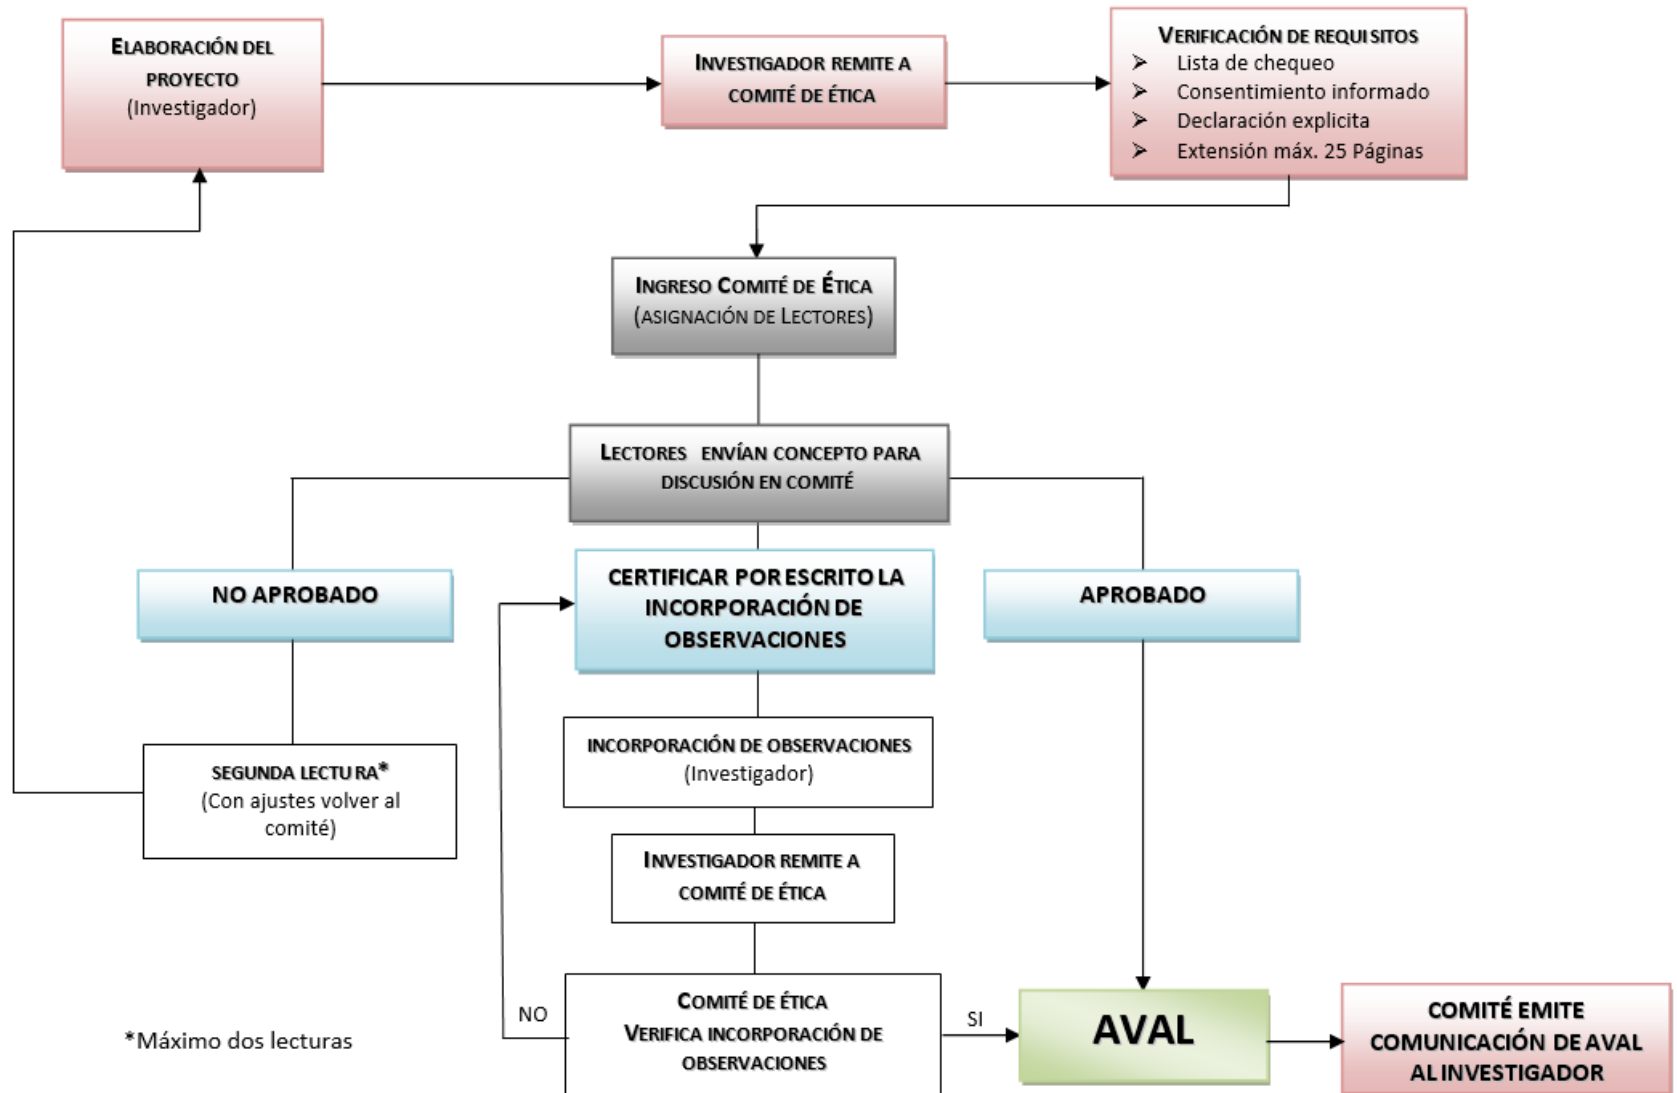 ELABORACIÓN DEL
PROYECTO
(Investigador)
INVESTIGADOR REMITE A
COMITÉ DE ÉTICA
VERIFICACIÓN DE REQUISITOS
➢ Lista de chequeo
➢ Consentimiento informado
➢ Declaración explicita
➢ Extensión máx. 25 Páginas
INGRESO COMITÉ DE ÉTICA
(ASIGNACIÓN DE LECTORES)
LECTORES ENVÍAN CONCEPTO PARA
DISCUSIÓN EN COMITÉ
NO APROBADO
CERTIFICAR POR ESCRITO LA
INCORPORACIÓN DE
OBSERVACIONES
APROBADO
SEGUNDA LECTURA*
(Con ajustes volver al
comité)
INCORPORACIÓN DE OBSERVACIONES
(Investigador)
INVESTIGADOR REMITE A
COMITÉ DE ÉTICA
COMITÉ DE ÉTICA
VERIFICA INCORPORACIÓN DE
OBSERVACIONES
NO
SI
AVAL
COMITÉ EMITE
COMUNICACIÓN DE AVAL
AL INVESTIGADOR
*Máximo dos lecturas